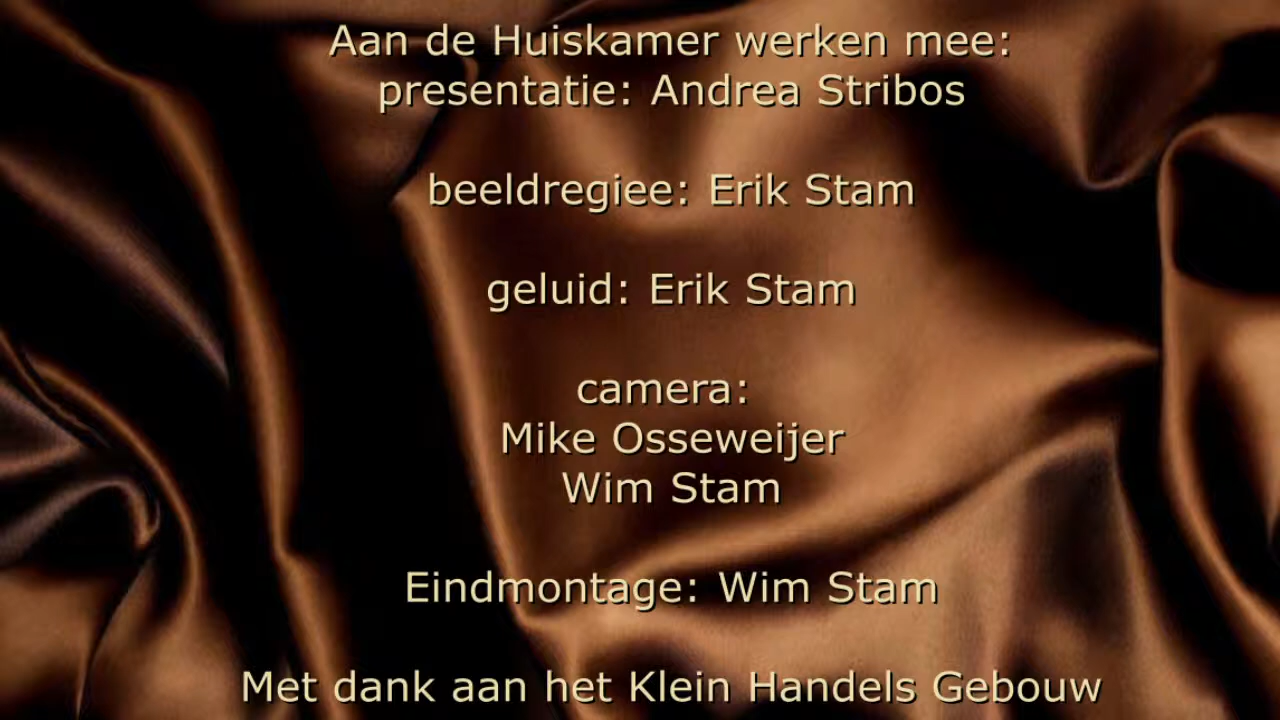 Aan de Huiskamer werken mee:
presentatie: Andrea Stribos
beeldregiee: Erik Stam
geluid: Erik Stam
camera:
Mike Osseweijer
Wim Stam
Eindmontage: Wim Stam
Met dank aan het Klein Handels Gebouw